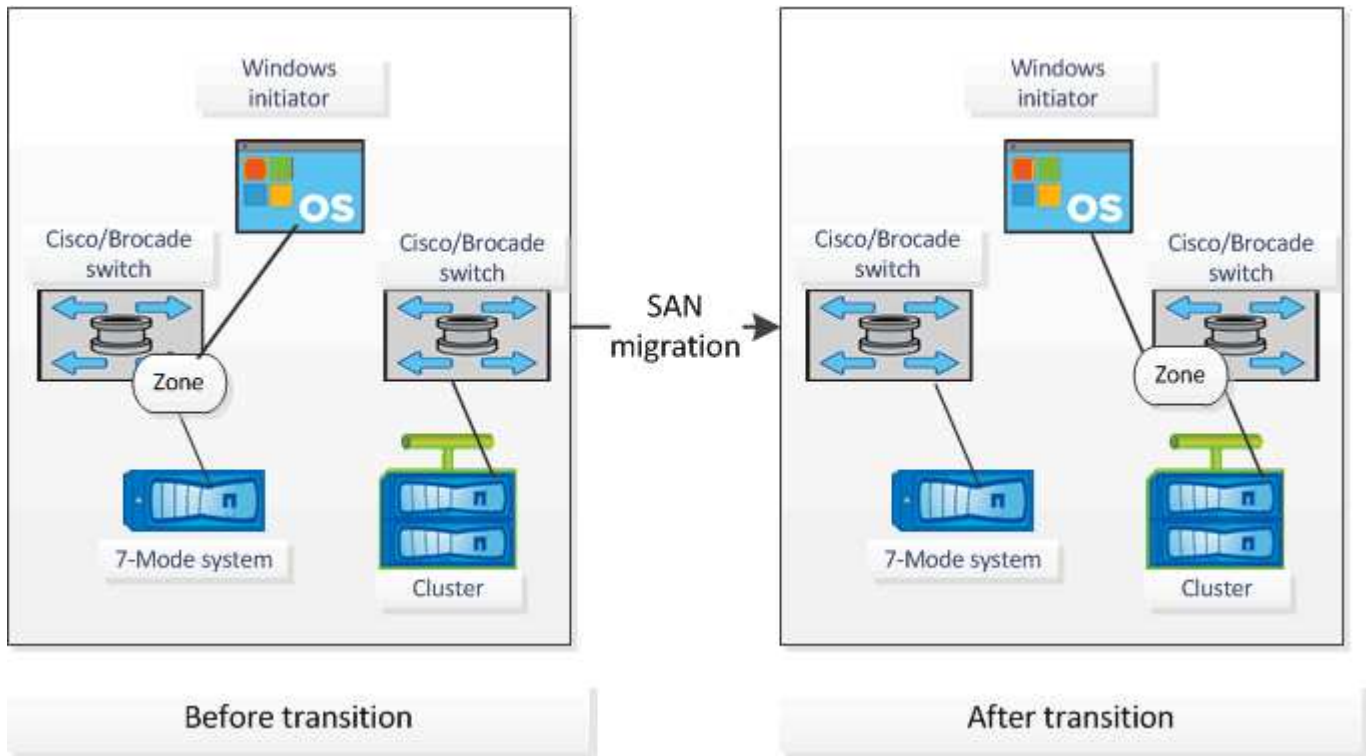 Windows
initiator
OS
Cisco/Brocade
switch
Cisco/Brocade
switch
Zone
n
7-Mode system
n
n
Cluster
SAN
migration
Windows
initiator
OS
Cisco/Brocade
switch
Cisco/Brocade
switch
Zone
n
7-Mode system
n
n
Cluster
Before transition
After transition